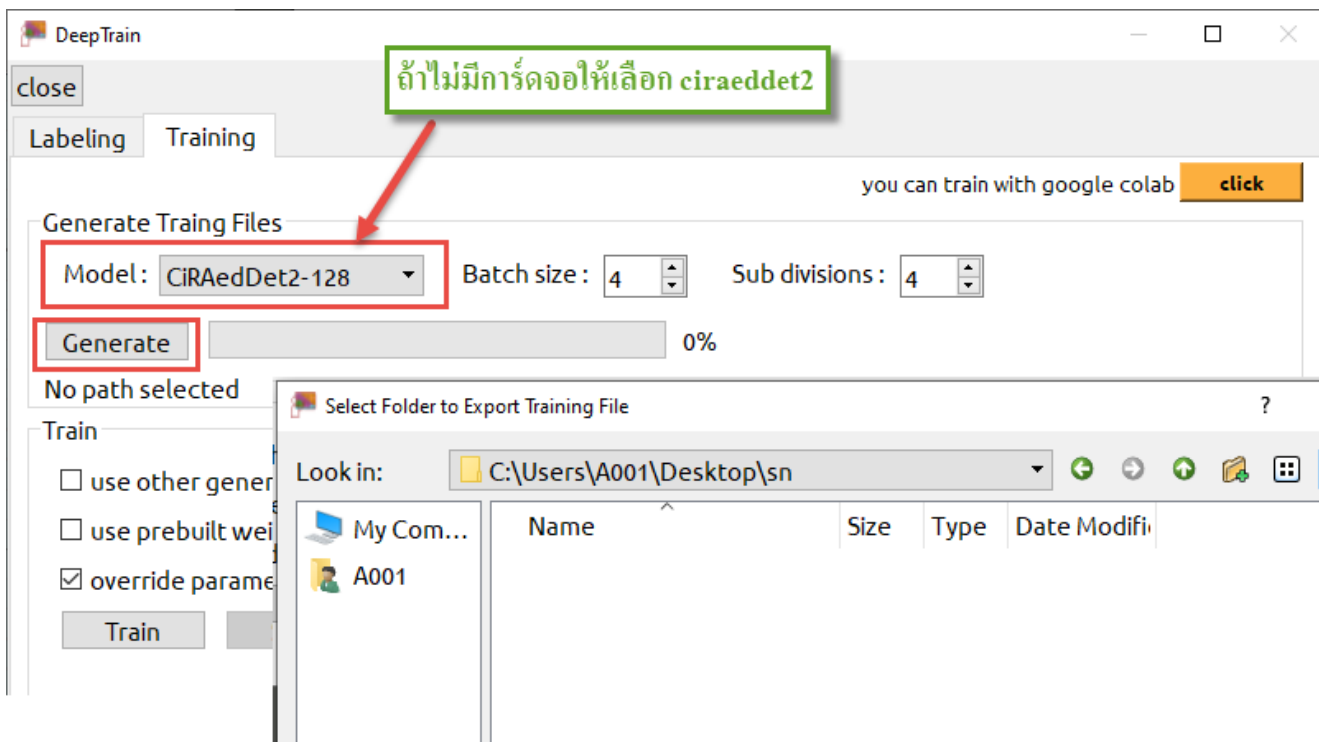 DeepTrain
ถ้าไม่มีการ์ดจอให้เลือก ciraeddet2
close
Labeling Training
you can train with google colab click
Generate Traing Files
Model : CiRAedDet2-128 Batch size : 4 Sub divisions : 4
Generate 0%
No path selected
Select Folder to Export Training File ?
Train
Look in: C:\Users\A001\Desktop\sn
use other gener
use prebuilt wei
override parame
Train
My Com...
A001
Name Size Type Date Modifi